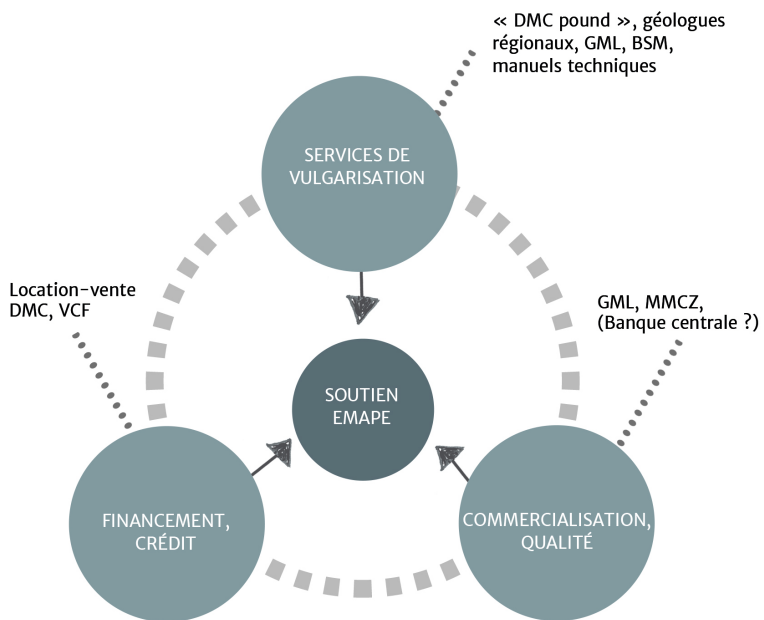 « DMC pound », géologues
régionaux, GML, BSM,
manuels techniques
SERVICES DE
VULGARISATION
Location-vente
DMC, VCF
GML, MMCZ,
(Banque centrale ?)
SOUTIEN
EMAPE
FINANCEMENT,
CRÉDIT
COMMERCIALISATION,
QUALITÉ